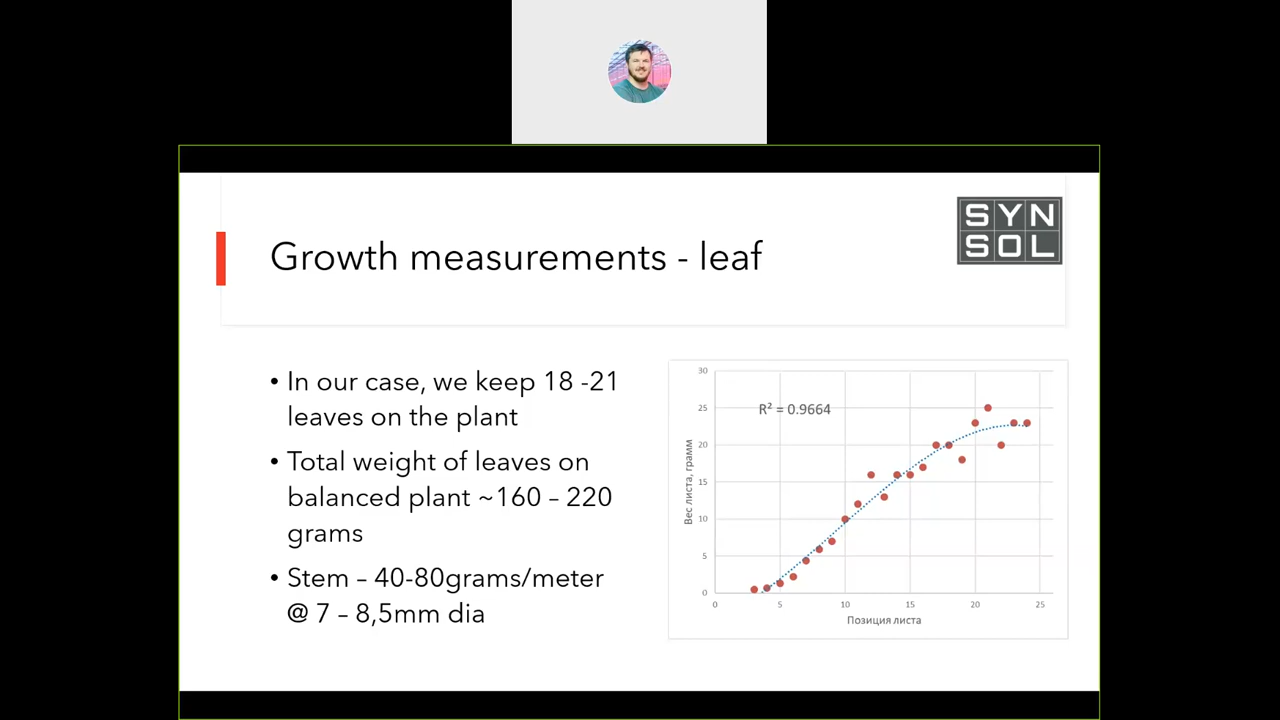 SYN
SOL
Growth measurements - leaf
• In our case, we keep 18 -21
leaves on the plant
• Total weight of leaves on
balanced plant ~160 – 220
grams
• Stem – 40-80grams/meter
@ 7 – 8,5mm dia
R² = 0.9664
Вес листа, грамм
30
25
20
15
10
5
0
0 5 10 15 20 25
Позиция листа